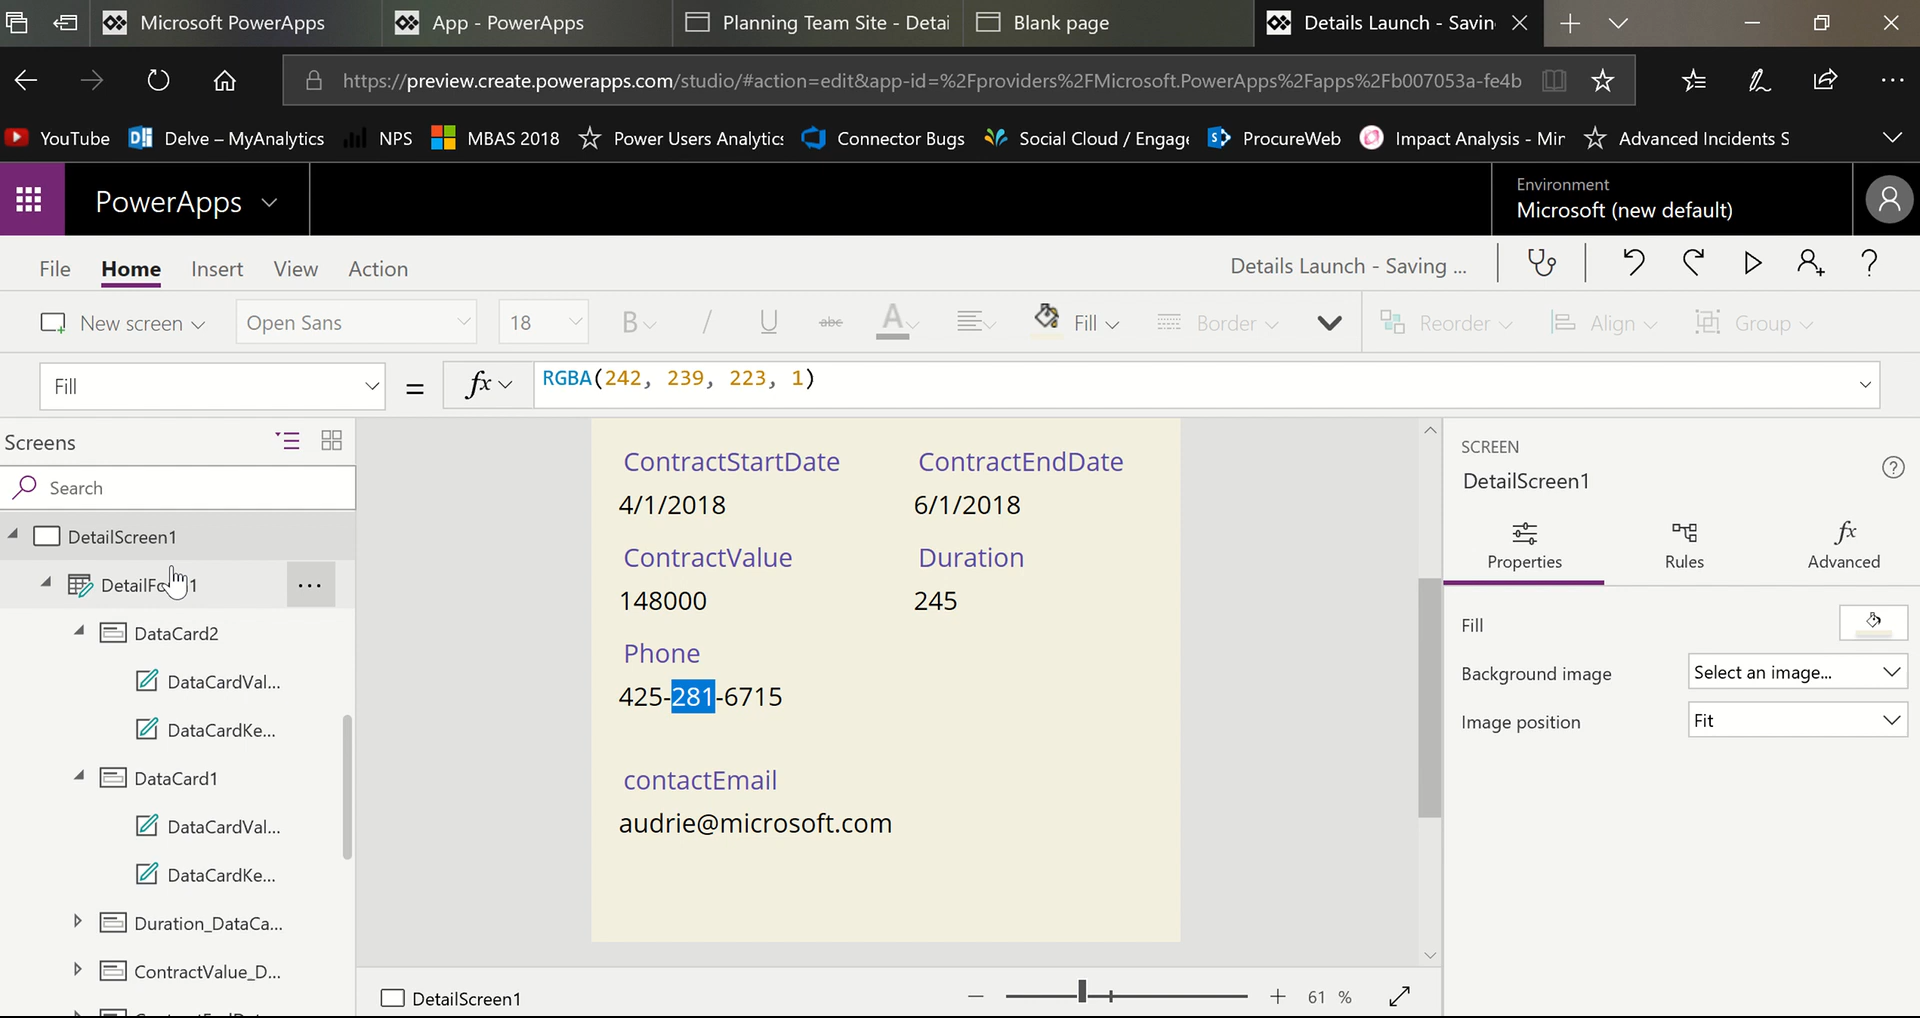 Microsoft PowerApps
App - PowerApps
Planning Team Site - Detai
Blank page
Details Launch - Savin
https://preview.create.powerapps.com/studio/#action=edit&app-id=%2Fproviders%2FMicrosoft.PowerApps%2Fapps%2Fb007053a-fe4b
YouTube
Delve – MyAnalytics
NPS
MBAS 2018
Power Users Analytics
Connector Bugs
Social Cloud / Engage
ProcureWeb
Impact Analysis - Mir
Advanced Incidents S
PowerApps
Environment
Microsoft (new default)
File
Home
Insert
View
Action
Details Launch - Saving ...
New screen
Open Sans
18
B
/
U
abc
A
Fill
Border
Reorder
Align
Group
Fill
=
fx
RGBA(242, 239, 223, 1)
Screens
Search
DetailScreen1
DataCard2
DataCardVal...
DataCardKe...
DataCard1
DataCardVal...
DataCardKe...
Duration_DataCa...
ContractValue_D...
ContractStartDate
ContractEndDate
4/1/2018
6/1/2018
ContractValue
Duration
148000
245
Phone
425-281-6715
contactEmail
audrie@microsoft.com
DetailScreen1
61 %
SCREEN
DetailScreen1
Properties
Rules
fx
Advanced
Fill
Background image
Select an image...
Image position
Fit